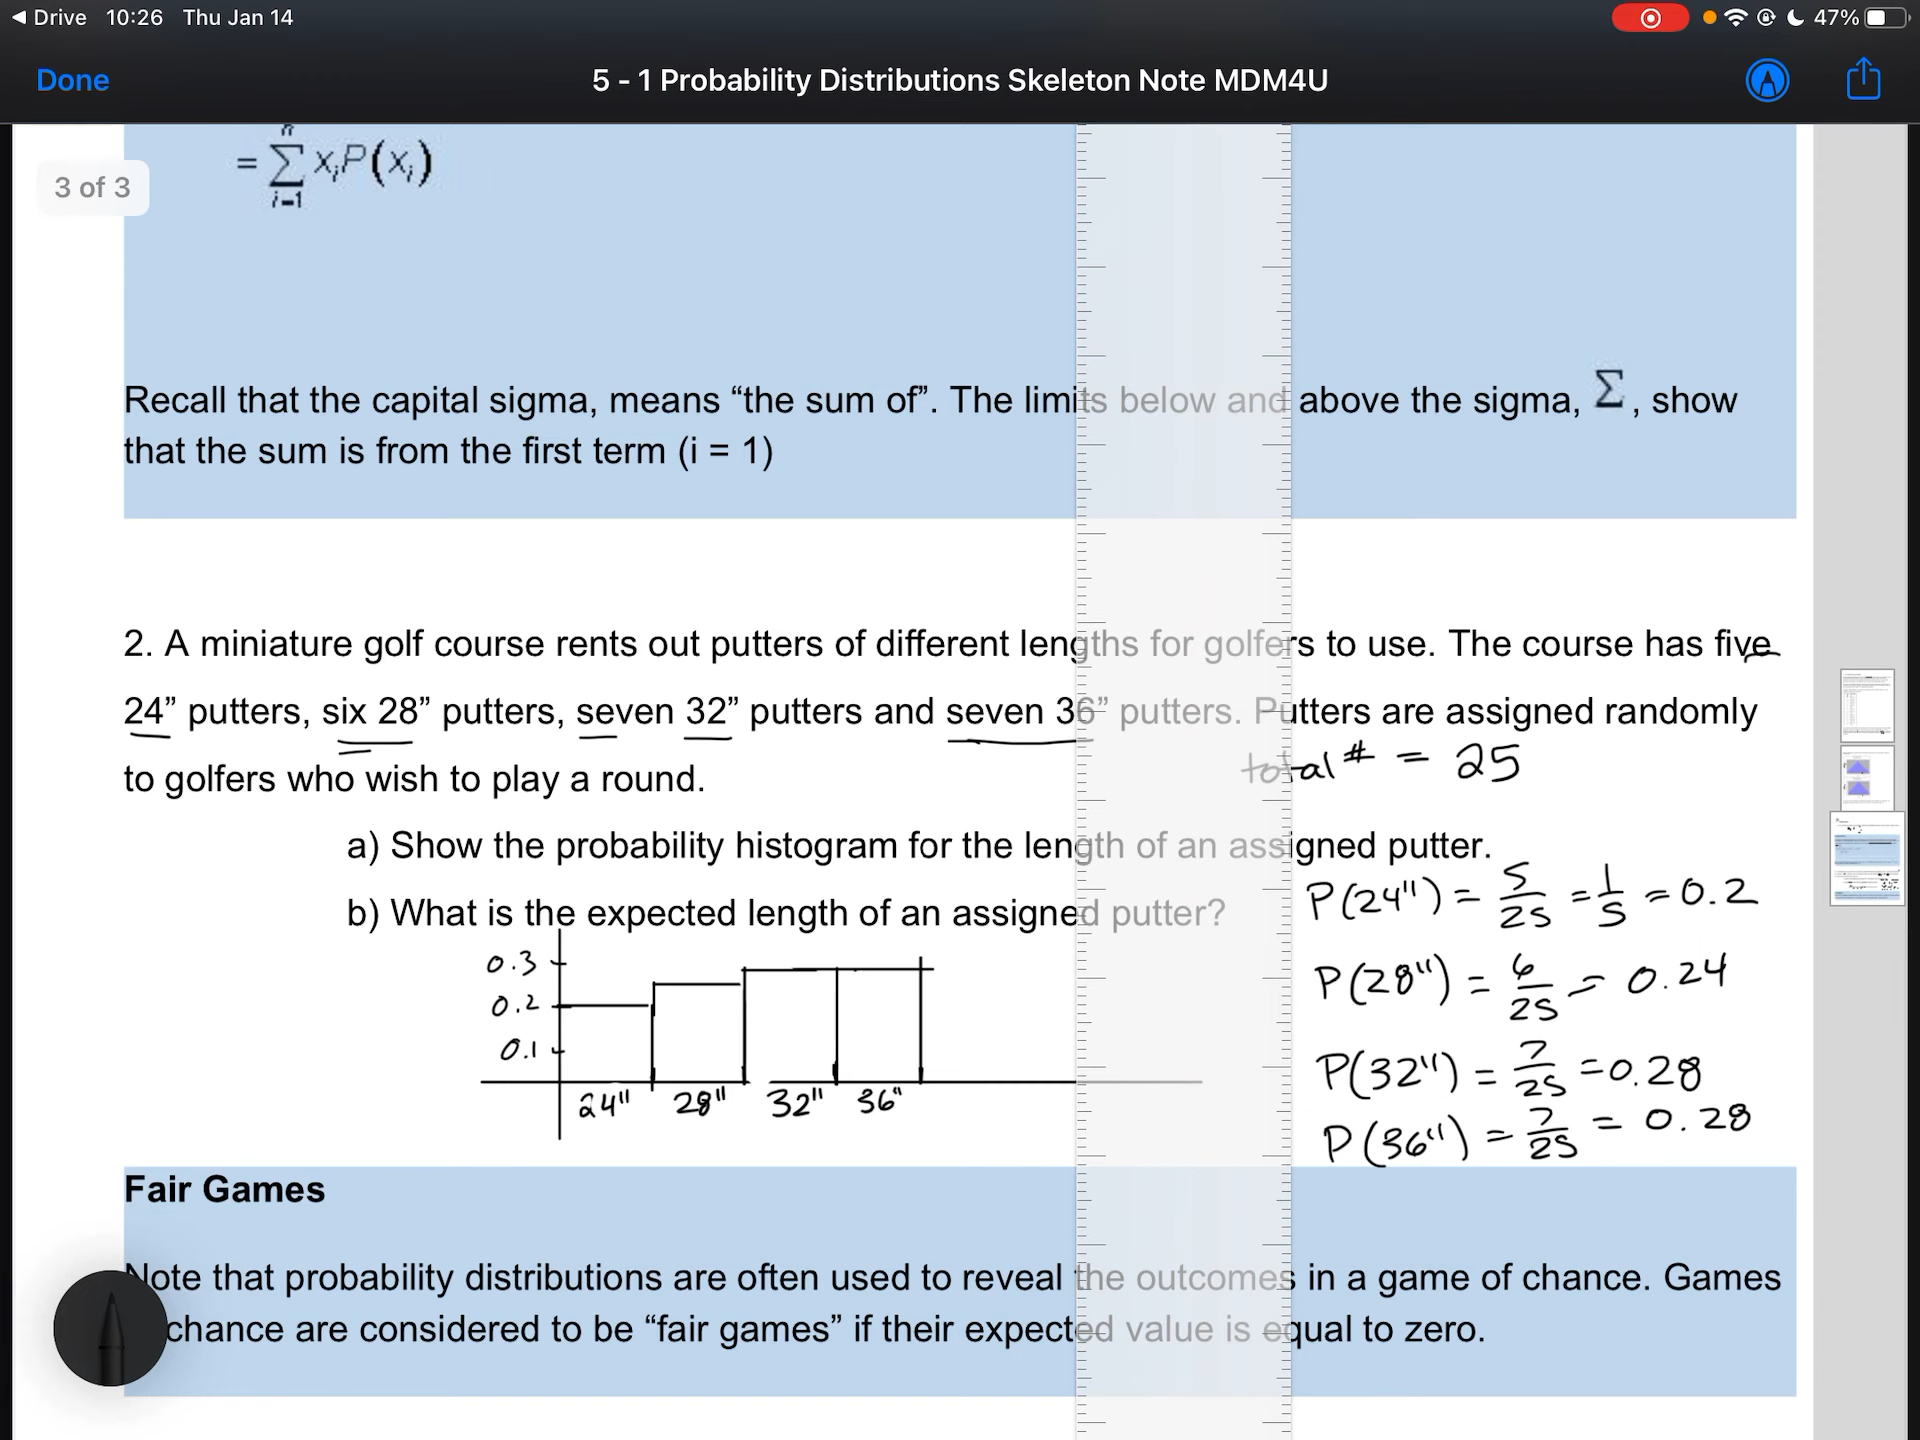 Drive 10:26 Thu Jan 14
47%
Done
5 - 1 Probability Distributions Skeleton Note MDM4U
3 of 3
n
= Σ xᵢP(xᵢ)
i=1
Recall that the capital sigma, means “the sum of”. The limits below and above the sigma, Σ, show
that the sum is from the first term (i = 1)
2. A miniature golf course rents out putters of different lengths for golfers to use. The course has five
24” putters, six 28” putters, seven 32” putters and seven 36” putters. Putters are assigned randomly
to golfers who wish to play a round.
total # = 25
a) Show the probability histogram for the length of an assigned putter.
b) What is the expected length of an assigned putter?
P(24") = 5/25 = 1/5 = 0.2
P(28") = 6/25 = 0.24
P(32") = 7/25 = 0.28
P(36") = 7/25 = 0.28
0.3
0.2
0.1
24" 28" 32" 36"
Fair Games
Note that probability distributions are often used to reveal the outcomes in a game of chance. Games
chance are considered to be “fair games” if their expected value is equal to zero.